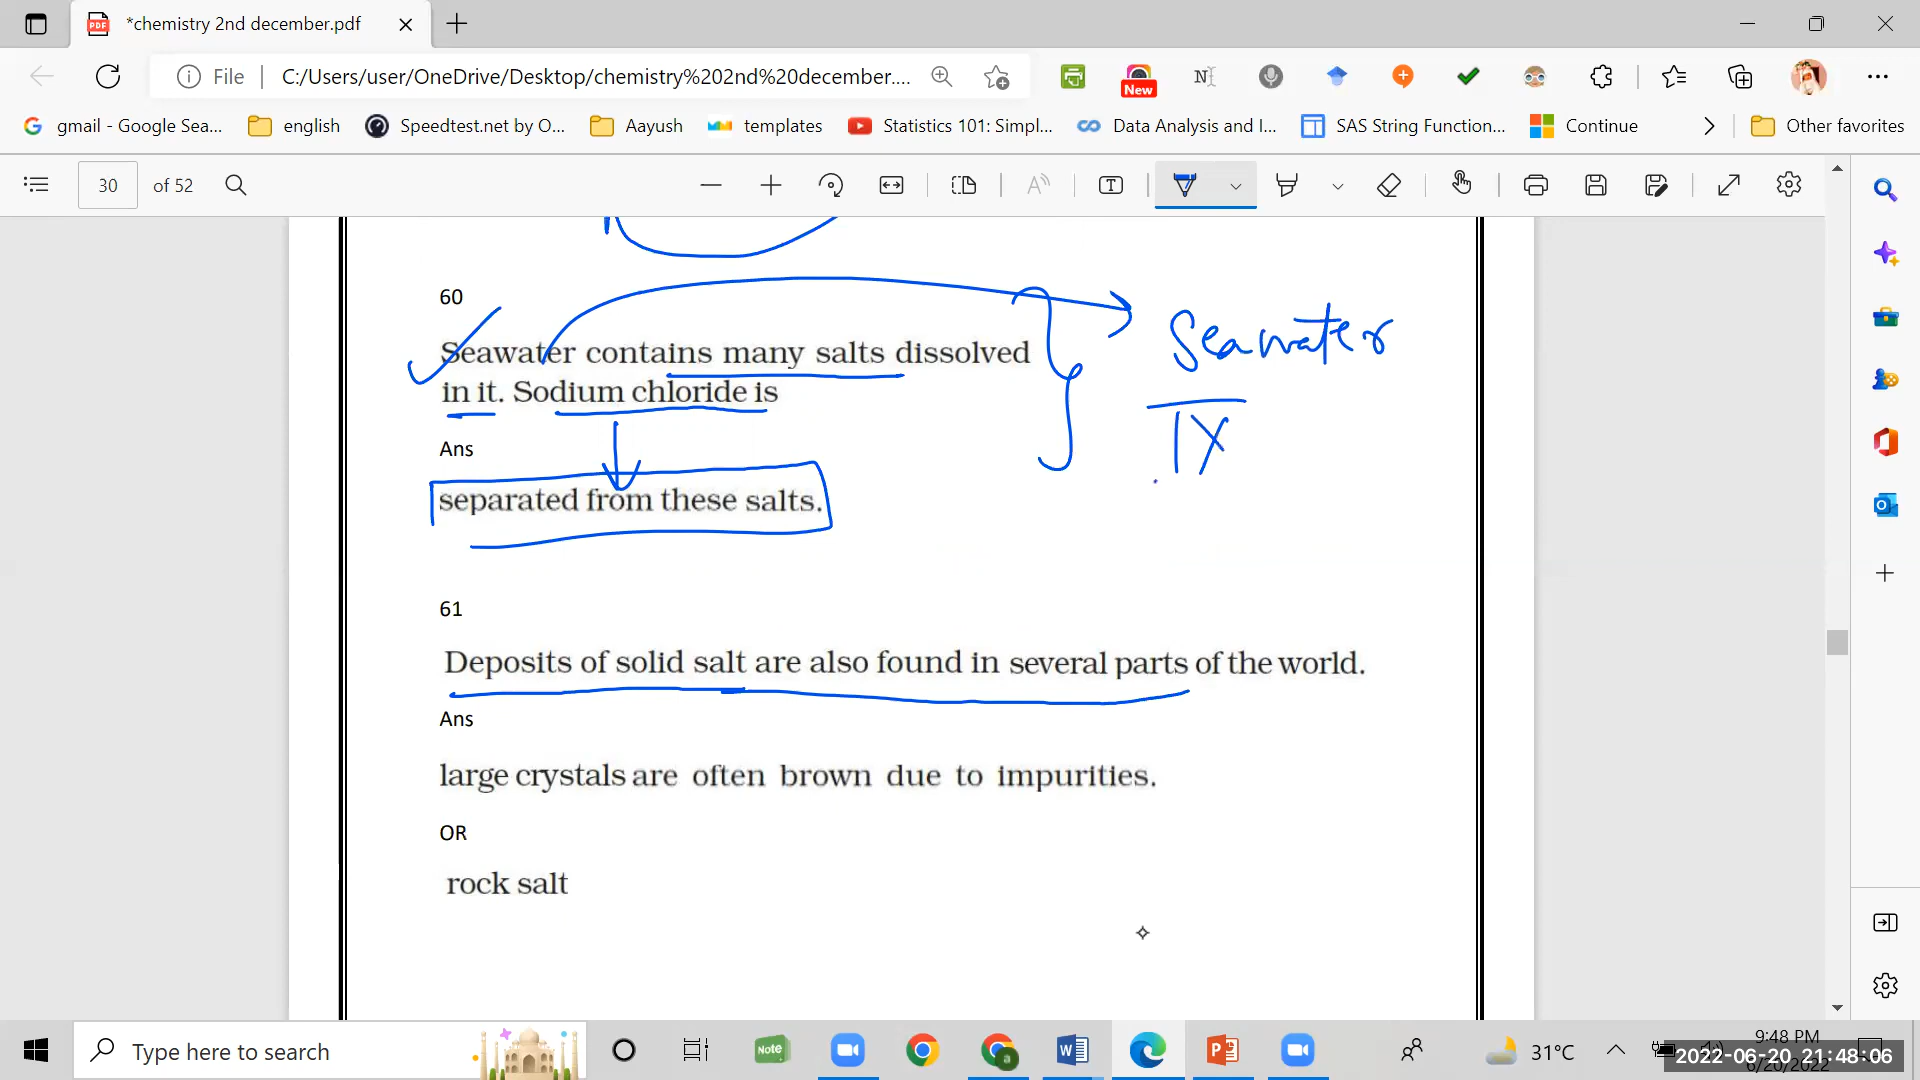 *chemistry 2nd december.pdf
File
C:/Users/user/OneDrive/Desktop/chemistry%202nd%20december....
New
gmail - Google Sea...
english
Speedtest.net by O...
Aayush
templates
Statistics 101: Simpl...
Data Analysis and I...
SAS String Function...
Continue
Other favorites
30 of 52
60
Seawater contains many salts dissolved
in it. Sodium chloride is
Seawater
IX
Ans
separated from these salts.
61
Deposits of solid salt are also found in several parts of the world.
Ans
large crystals are often brown due to impurities.
OR
rock salt
Type here to search
Note
31°C
9:48 PM
2022-06-20 21:48:06